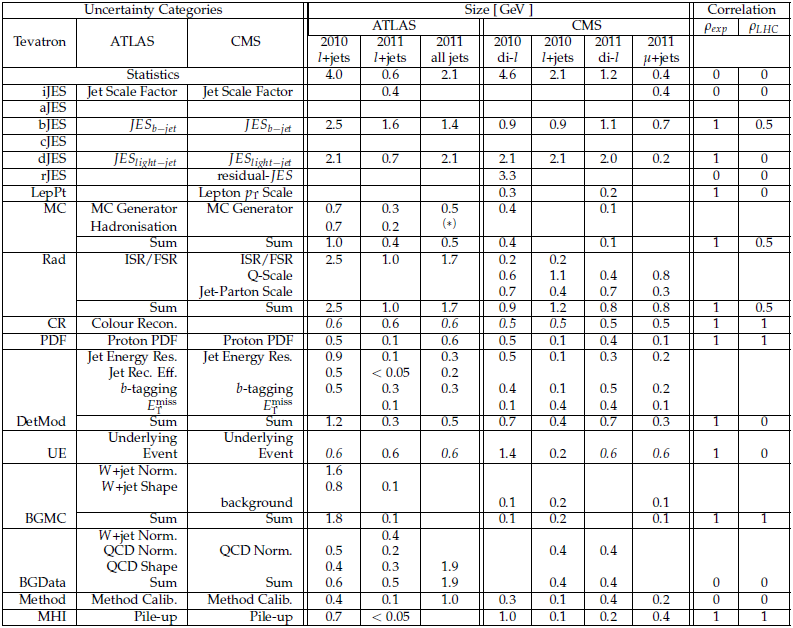 Uncertainty Categories Size [ GeV ] Correlation
ATLAS CMS ρexp ρLHC
Tevatron ATLAS CMS 2010 2011 2011 2010 2010 2011 2011
l+jets l+jets all jets di-l l+jets di-l μ+jets
Statistics 4.0 0.6 2.1 4.6 2.1 1.2 0.4 0 0
iJES Jet Scale Factor Jet Scale Factor 0.4 0.4 0 0
aJES
bJES JESb−jet JESb−jet 2.5 1.6 1.4 0.9 0.9 1.1 0.7 1 0.5
cJES
dJES JESlight−jet JESlight−jet 2.1 0.7 2.1 2.1 2.1 2.0 0.2 1 0
rJES residual-JES 3.3 0 0
LepPt Lepton pT Scale 0.3 0.2 1 0
MC MC Generator MC Generator 0.7 0.3 0.5 0.4 0.1
Hadronisation 0.7 0.2 (*)
Sum Sum 1.0 0.4 0.5 0.4 0.1 1 0.5
Rad ISR/FSR ISR/FSR 2.5 1.0 1.7 0.2 0.2
Q-Scale 0.6 1.1 0.4 0.8
Jet-Parton Scale 0.7 0.4 0.7 0.3
Sum Sum 2.5 1.0 1.7 0.9 1.2 0.8 0.8 1 0.5
CR Colour Recon. 0.6 0.6 0.6 0.5 0.5 0.5 0.5 1 1
PDF Proton PDF Proton PDF 0.5 0.1 0.6 0.5 0.1 0.4 0.1 1 1
Jet Energy Res. Jet Energy Res. 0.9 0.1 0.3 0.5 0.1 0.3 0.2
Jet Rec. Eff. 0.5 < 0.05 0.2
b-tagging b-tagging 0.5 0.3 0.3 0.4 0.1 0.5 0.2
ETmiss ETmiss 0.1 0.1 0.4 0.4 0.1
DetMod Sum Sum 1.2 0.3 0.5 0.7 0.4 0.7 0.3 1 0
Underlying Underlying
UE Event Event 0.6 0.6 0.6 1.4 0.2 0.6 0.6 1 0
W+jet Norm. 1.6
W+jet Shape 0.8 0.1
background 0.1 0.2 0.1
BGMC Sum Sum 1.8 0.1 0.1 0.2 0.1 1 1
W+jet Norm. 0.4
QCD Norm. QCD Norm. 0.5 0.2 0.4 0.4
QCD Shape 0.4 0.3 1.9
BGData Sum Sum 0.6 0.5 1.9 0.4 0.4 0 0
Method Method Calib. Method Calib. 0.4 0.1 1.0 0.3 0.1 0.4 0.2 0 0
MHI Pile-up Pile-up 0.7 < 0.05 1.0 0.1 0.2 0.4 1 1